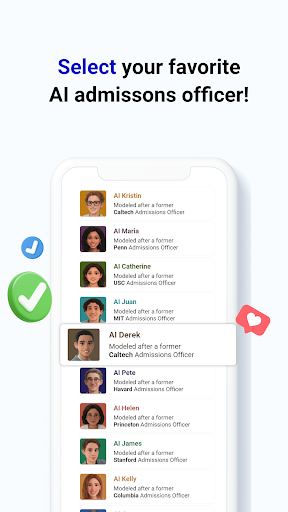 Select your favorite
AI admissons officer!
AI Kristin
Modeled after a former
Caltech Admissions Officer
AI Maria
Modeled after a former
Penn Admissions Officer
AI Catherine
Modeled after a former
USC Admissions Officer
AI Juan
Modeled after a former
MIT Admissions Officer
AI Derek
Modeled after a former
Caltech Admissions Officer
AI Pete
Modeled after a former
Havard Admissions Officer
AI Helen
Modeled after a former
Princeton Admissions Officer
AI James
Modeled after a former
Stanford Admissions Officer
AI Kelly
Modeled after a former
Columbia Admissions Officer